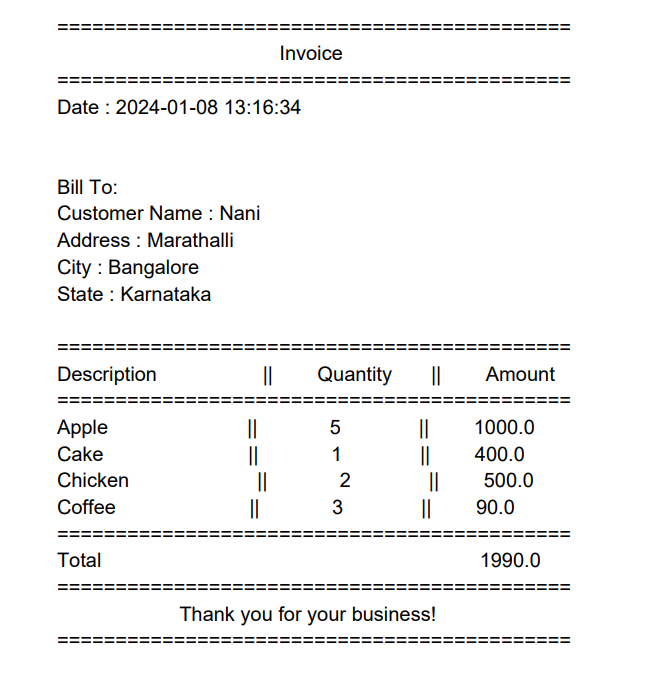 ============================================
Invoice
============================================
Date : 2024-01-08 13:16:34
Bill To:
Customer Name : Nani
Address : Marathalli
City : Bangalore
State : Karnataka
============================================
Description || Quantity || Amount
============================================
Apple || 5 || 1000.0
Cake || 1 || 400.0
Chicken || 2 || 500.0
Coffee || 3 || 90.0
============================================
Total 1990.0
============================================
Thank you for your business!
============================================